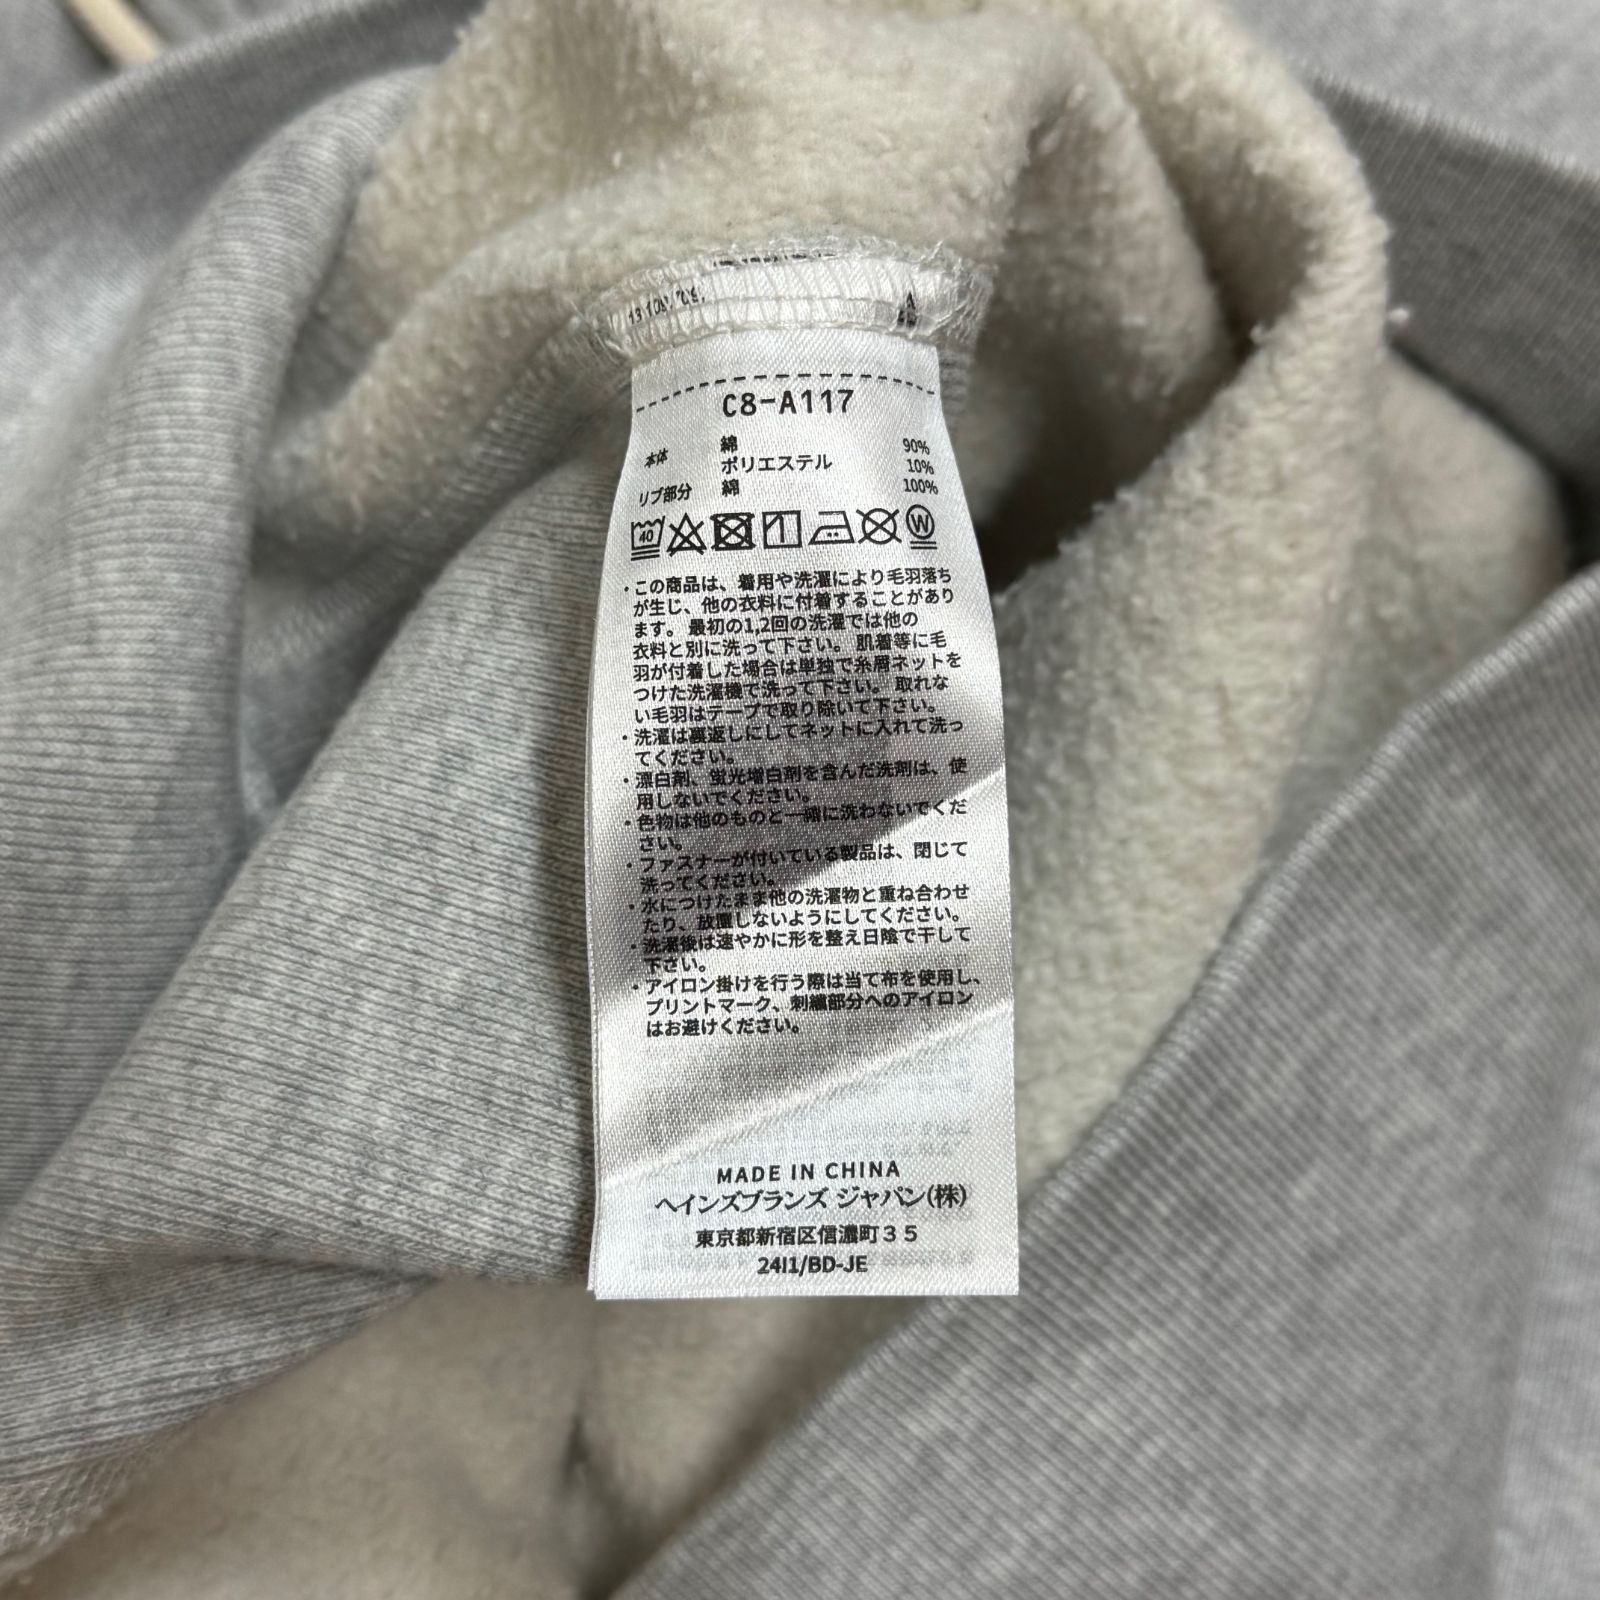 C8-A117
本体 綿 90%
ポリエステル 10%
リブ部分 綿 100%
40 W
・この商品は、着用や洗濯により毛羽落ち
が生じ、他の衣料に付着することがあり
ます。最初の1,2回の洗濯では他の
衣料と別に洗って下さい。肌着等に毛
羽が付着した場合は単独で糸屑ネットを
つけた洗濯機で洗って下さい。取れな
い毛羽はテープで取り除いて下さい。
・洗濯は裏返しにしてネットに入れて洗っ
てください。
・漂白剤、蛍光増白剤を含んだ洗剤は、使
用しないでください。
・色物は他のものと一緒に洗わないでくだ
さい。
・ファスナーが付いている製品は、閉じて
洗ってください。
・水につけたまま他の洗濯物と重ね合わせ
たり、放置しないようにしてください。
・洗濯後は速やかに形を整え日陰で干して
下さい。
・アイロン掛けを行う際は当て布を使用し、
プリントマーク、刺繍部分へのアイロン
はお避けください。
MADE IN CHINA
ヘインズブランズ ジャパン(株)
東京都新宿区信濃町３５
24I1/BD-JE